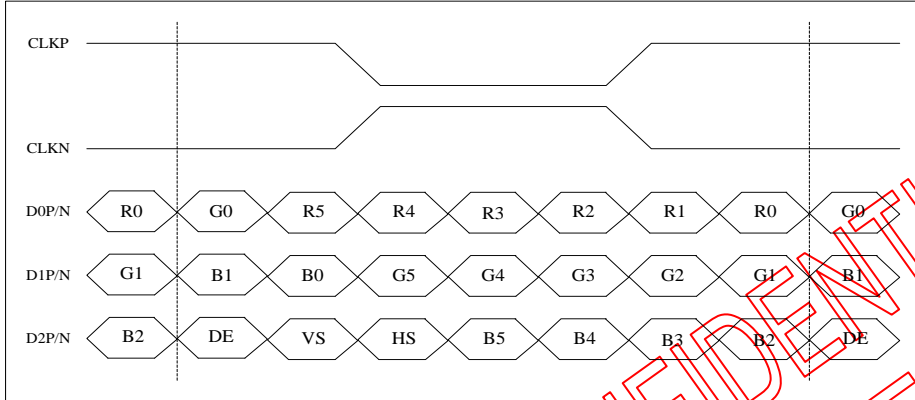 CLKP
CLKN
D0P/N R0 G0 R5 R4 R3 R2 R1 R0 G0
D1P/N G1 B1 B0 G5 G4 G3 G2 G1 B1
D2P/N B2 DE VS HS B5 B4 B3 B2 DE